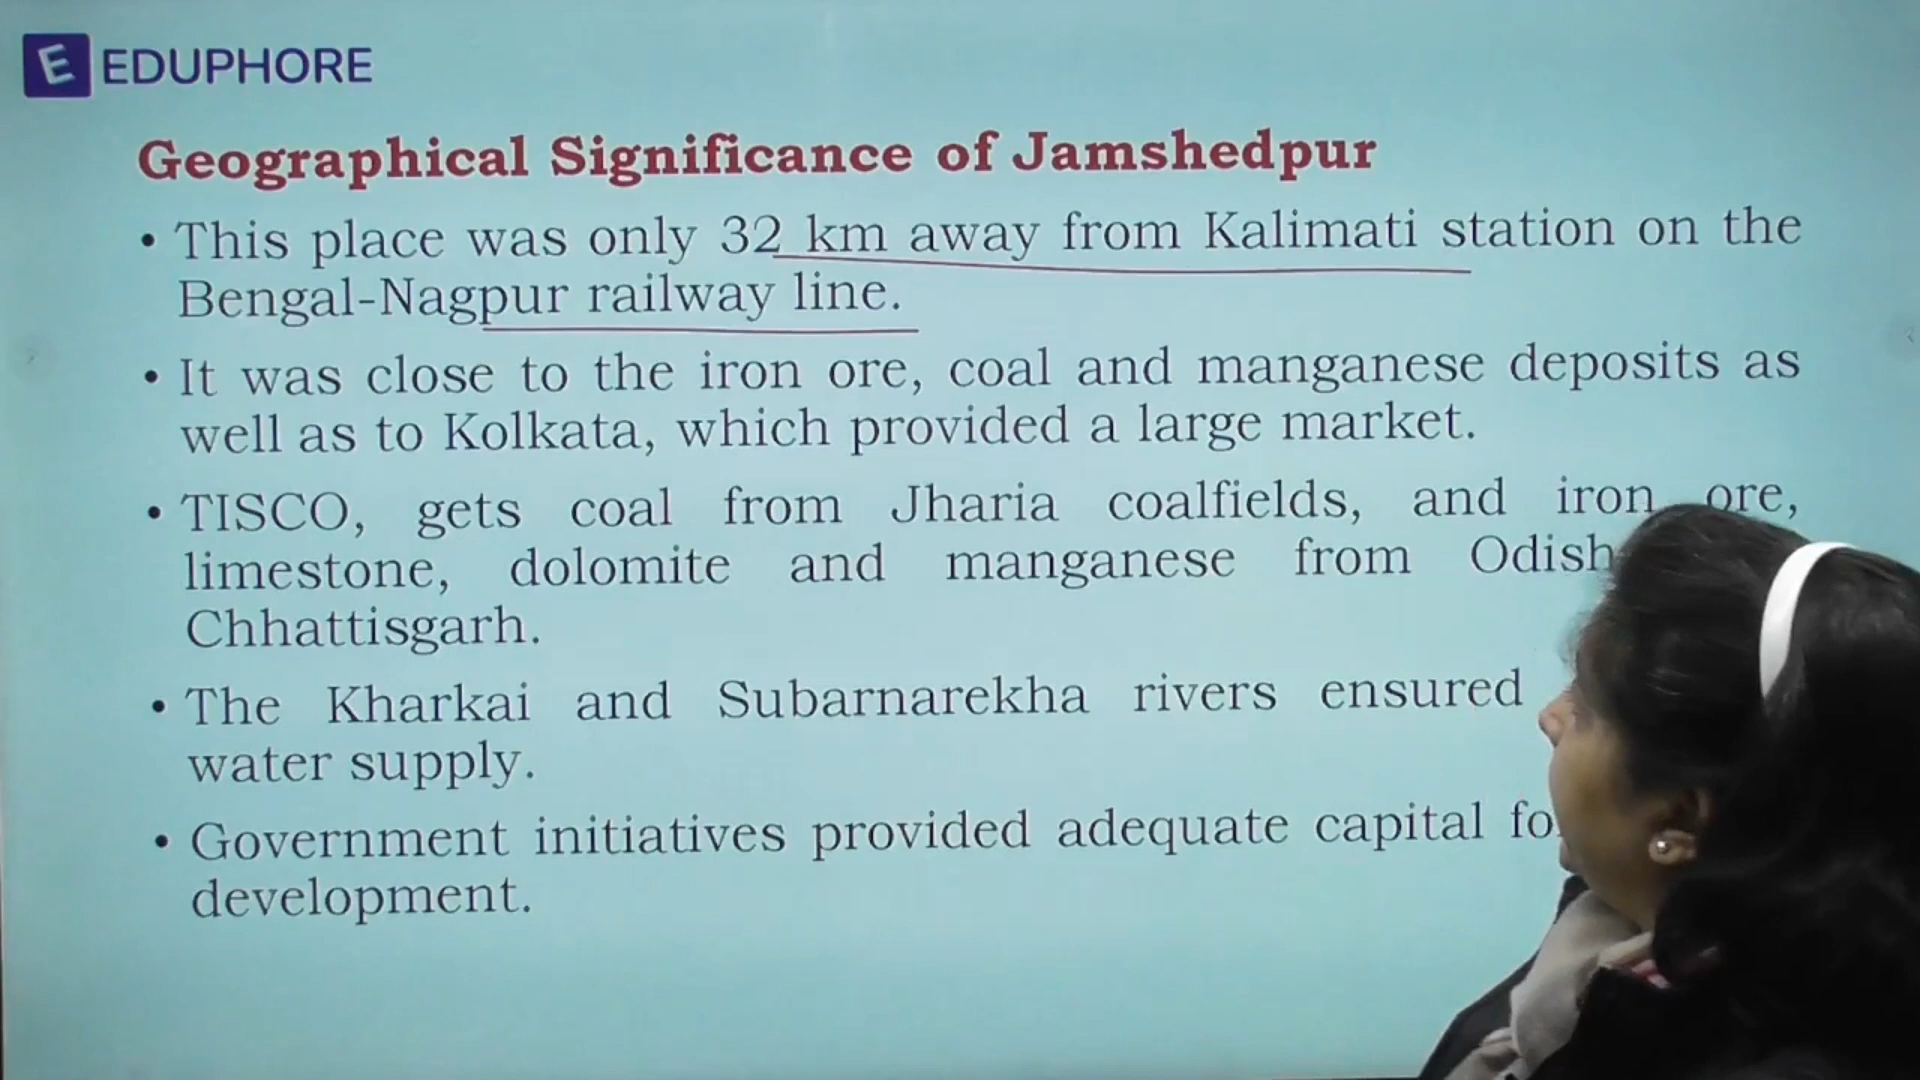 E EDUPHORE
Geographical Significance of Jamshedpur
• This place was only 32 km away from Kalimati station on the
Bengal-Nagpur railway line.
• It was close to the iron ore, coal and manganese deposits as
well as to Kolkata, which provided a large market.
• TISCO, gets coal from Jharia coalfields, and iron ore,
limestone, dolomite and manganese from
Chhattisgarh.
• The Kharkai and Subarnarekha rivers ensured
water supply.
• Government initiatives provided adequate capital
development.